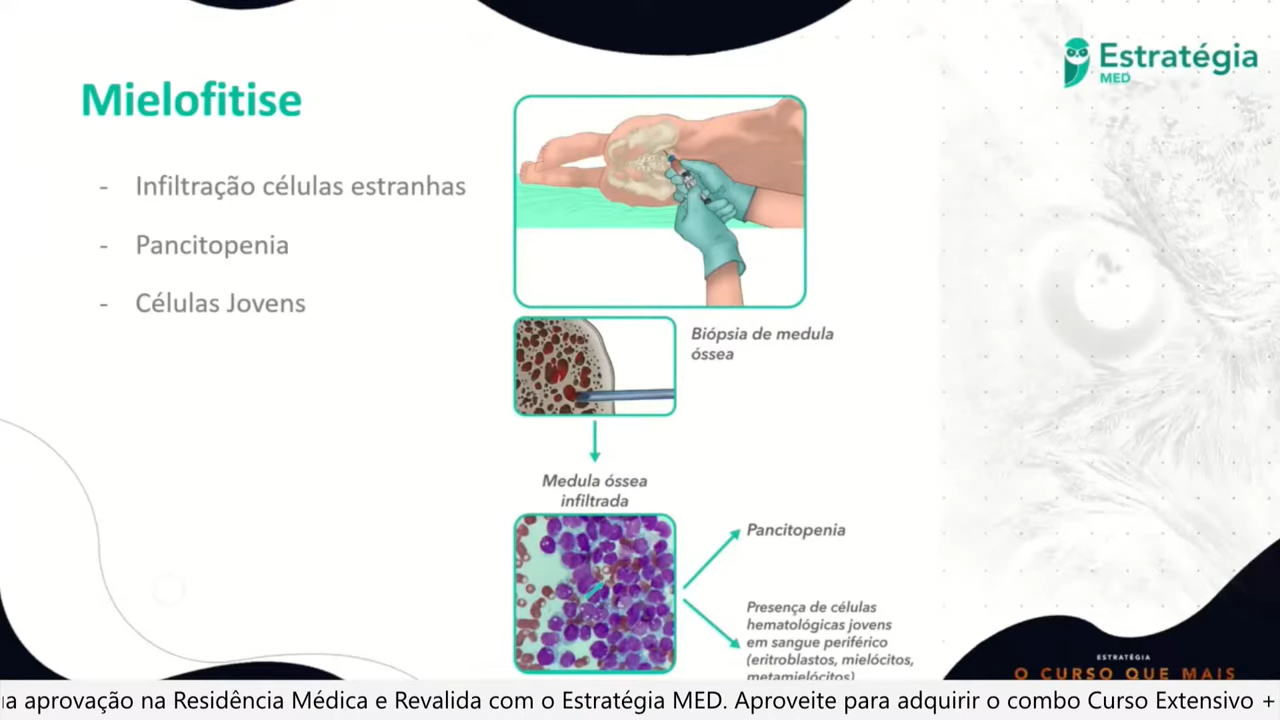 Estratégia
MED
Mielofitise
- Infiltração células estranhas
- Pancitopenia
- Células Jovens
Biópsia de medula
óssea
Medula óssea
infiltrada
Pancitopenia
Presença de células
hematológicas jovens
em sangue periférico
(eritroblastos, mielócitos,
metamielócitos)
ESTRATÉGIA
O CURSO QUE MAIS
a aprovação na Residência Médica e Revalida com o Estratégia MED. Aproveite para adquirir o combo Curso Extensivo +